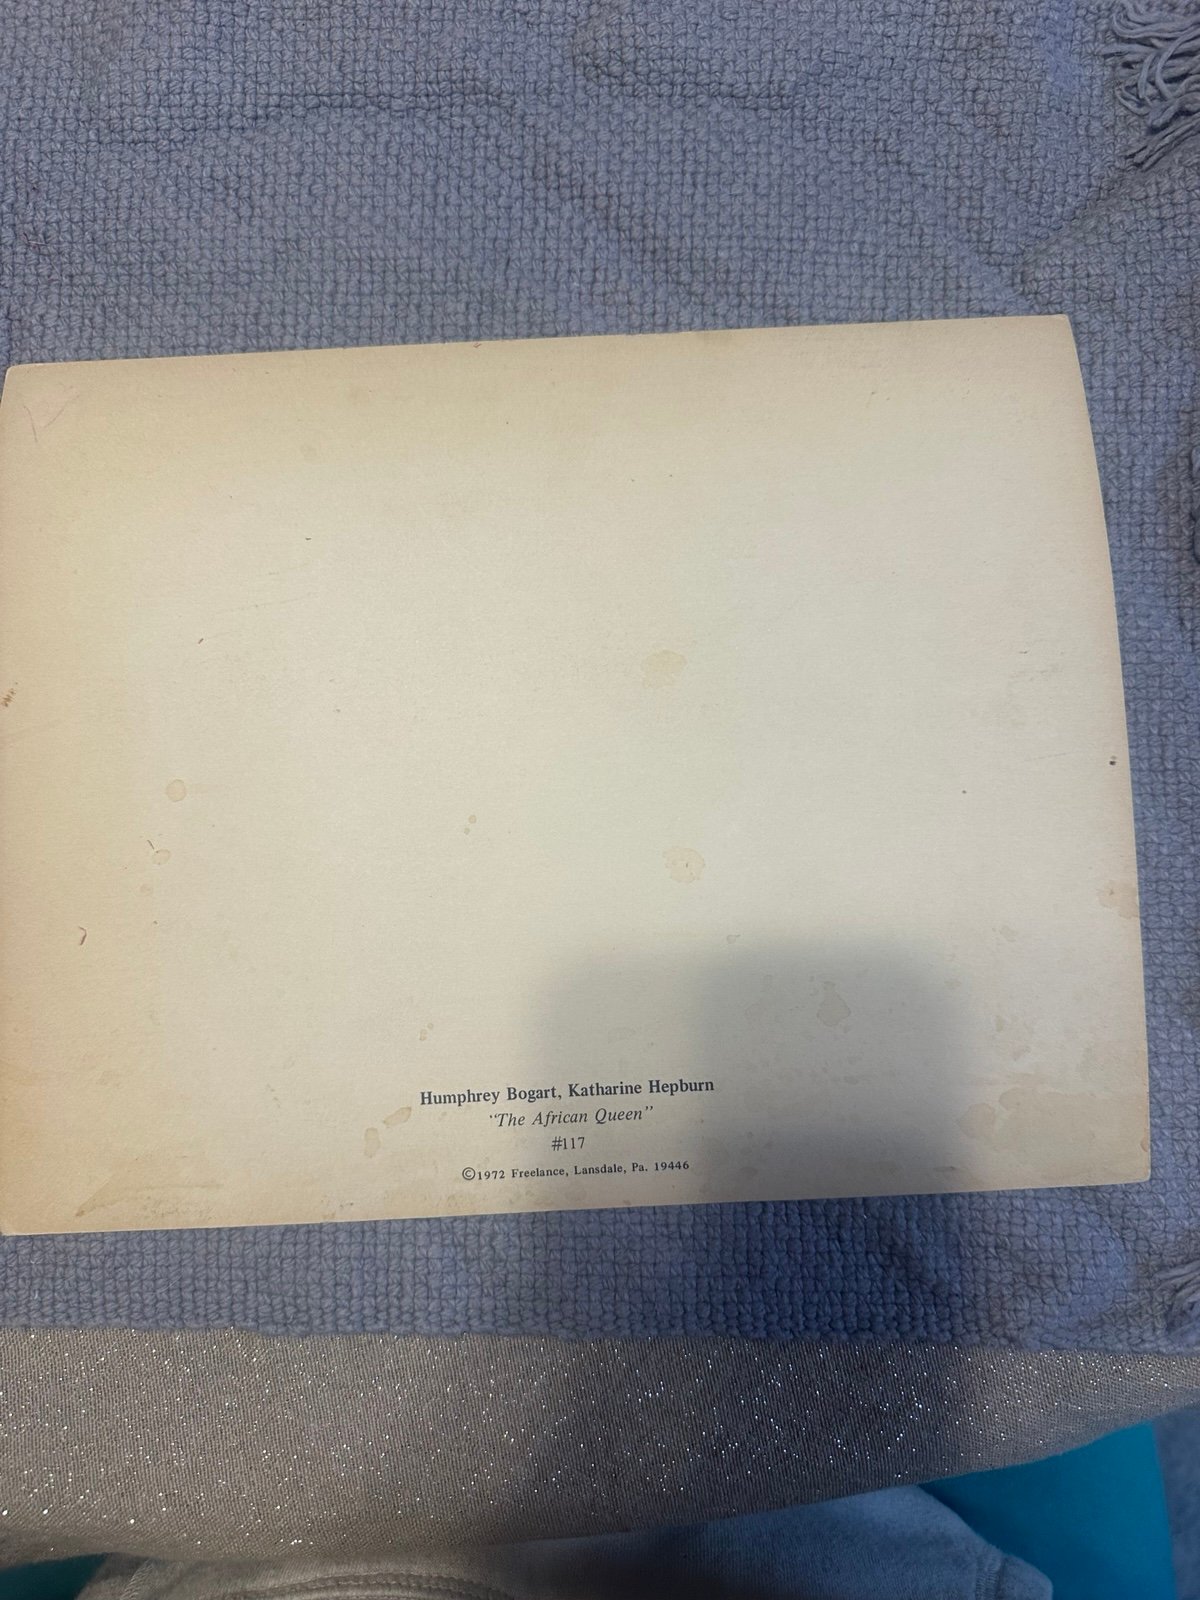 Humphrey Bogart, Katharine Hepburn
"The African Queen"
#117
©1972 Freelance, Lansdale, Pa. 19446